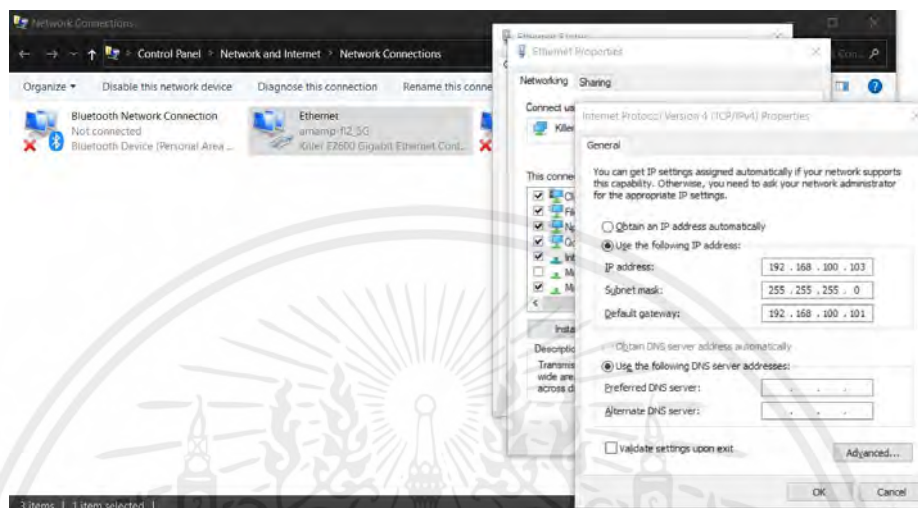 Network Connections
Control Panel > Network and Internet > Network Connections
Organize
Disable this network device
Diagnose this connection
Rename this conne
Bluetooth Network Connection
Not connected
Bluetooth Device (Personal Area ...
Ethernet
Killer E2600 Gigabit Ethernet Cont...
3 items
1 item selected
Ethernet Properties
Networking
Sharing
Connect us
Killer
This conne
Insta
Descriptio
Transmis
wide are
across d
Internet Protocol Version 4 (TCP/IPv4) Properties
General
You can get IP settings assigned automatically if your network supports
this capability. Otherwise, you need to ask your network administrator
for the appropriate IP settings.
Obtain an IP address automatically
Use the following IP address:
IP address: 192 . 168 . 100 . 103
Subnet mask: 255 . 255 . 255 . 0
Default gateway: 192 . 168 . 100 . 101
Obtain DNS server address automatically
Use the following DNS server addresses:
Preferred DNS server: . . .
Alternate DNS server: . . .
Validate settings upon exit
Advanced...
OK
Cancel